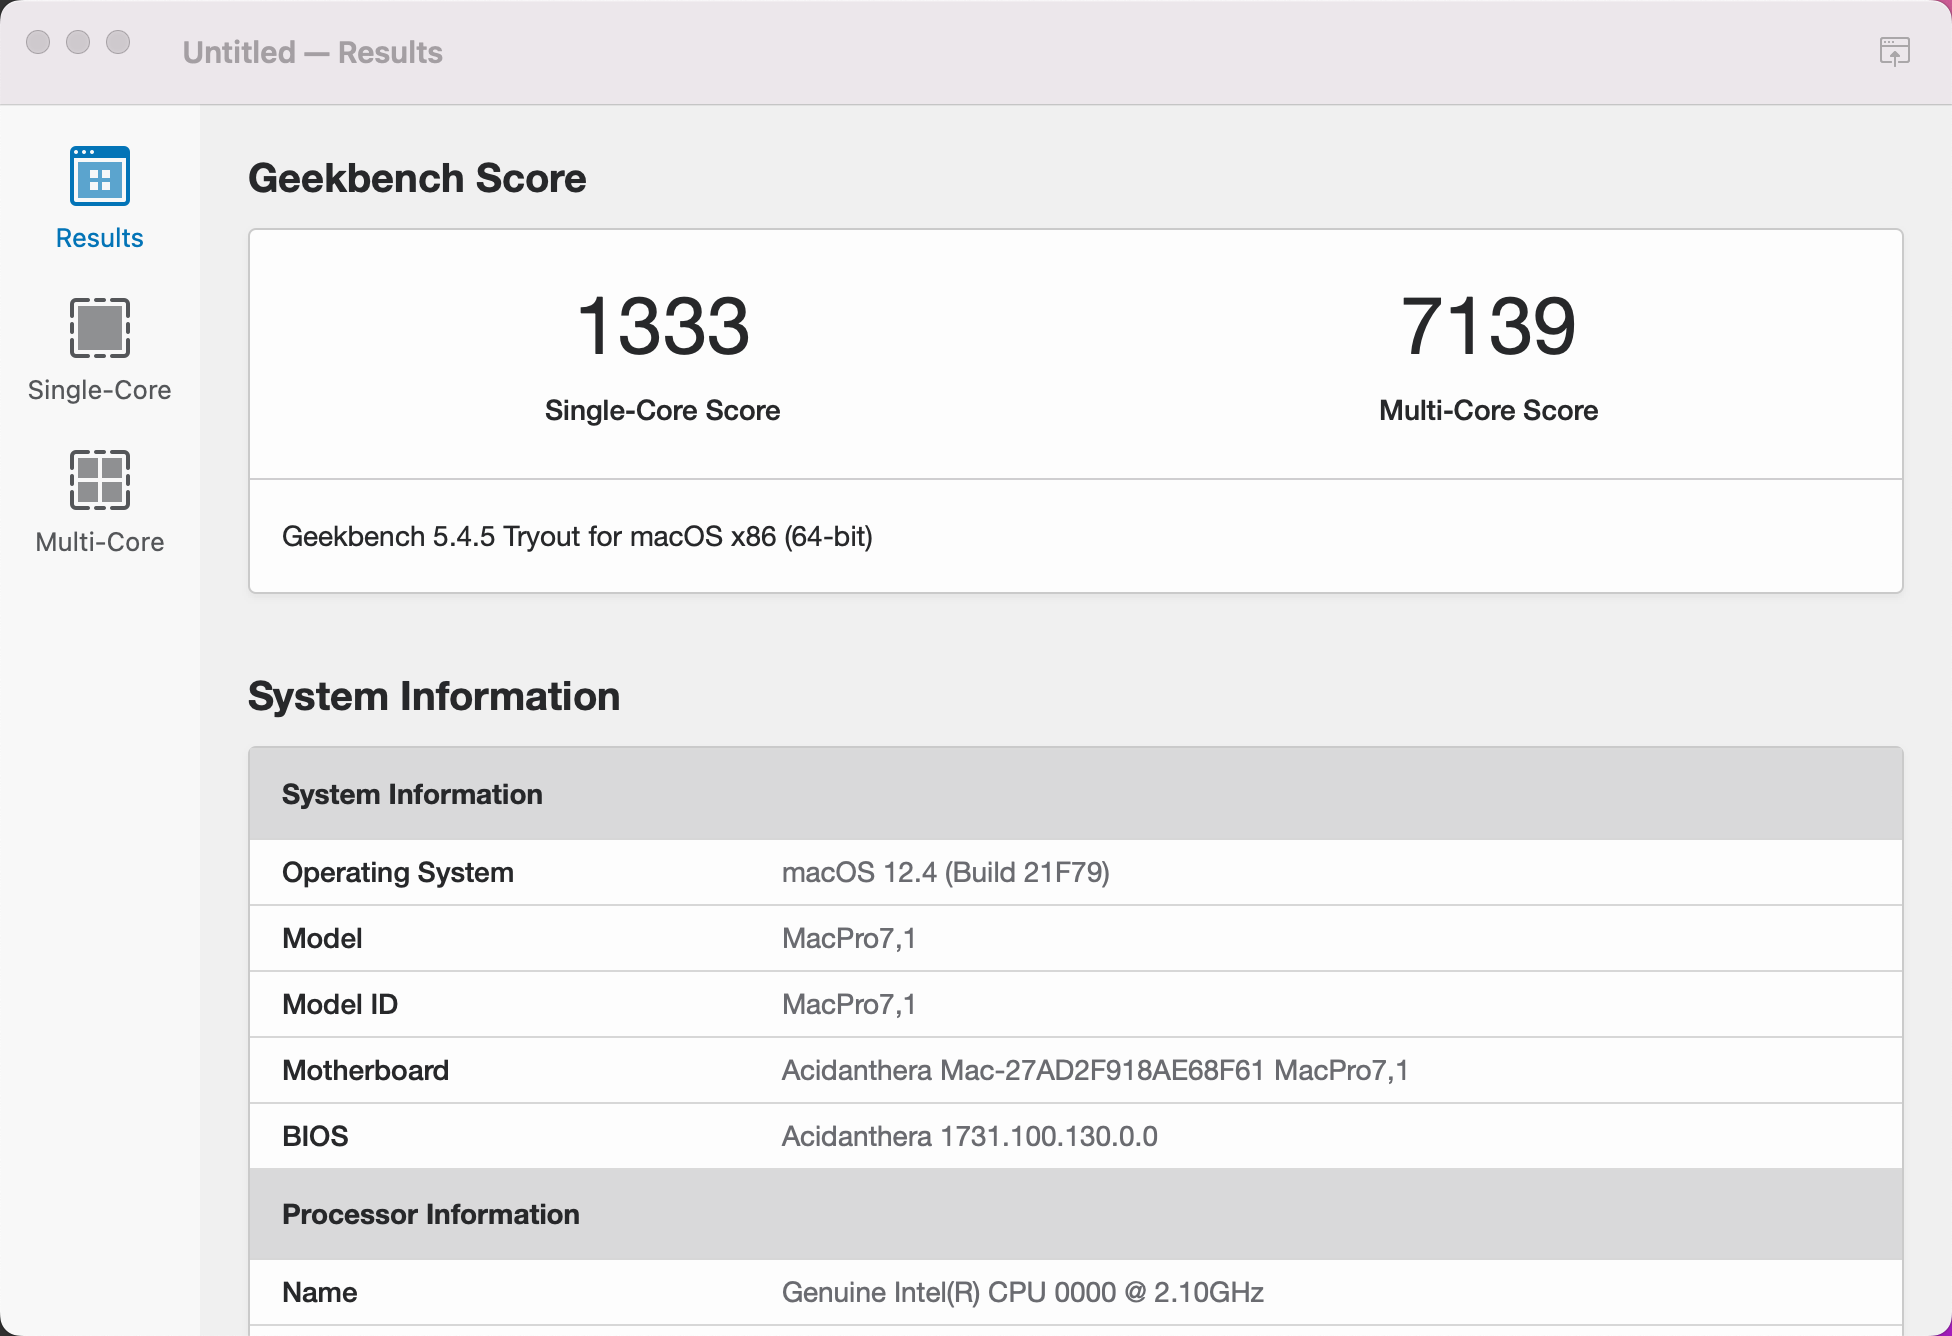 Untitled — Results
Results
Single-Core
Multi-Core
Geekbench Score
1333
7139
Single-Core Score
Multi-Core Score
Geekbench 5.4.5 Tryout for macOS x86 (64-bit)
System Information
System Information
Operating System macOS 12.4 (Build 21F79)
Model MacPro7,1
Model ID MacPro7,1
Motherboard Acidanthera Mac-27AD2F918AE68F61 MacPro7,1
BIOS Acidanthera 1731.100.130.0.0
Processor Information
Name Genuine Intel(R) CPU 0000 @ 2.10GHz